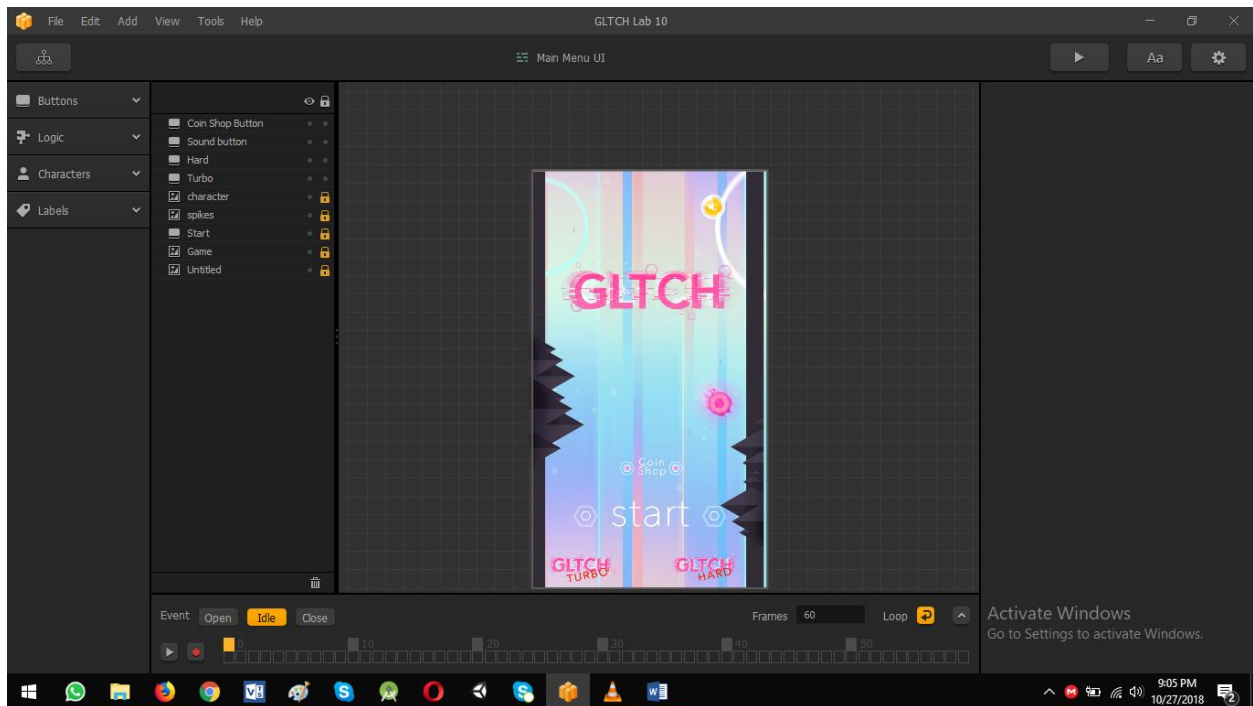 File Edit Add View Tools Help
GLTCH Lab 10
Main Menu UI
Aa
Buttons
Logic
Characters
Labels
Coin Shop Button
Sound button
Hard
Turbo
character
spikes
Start
Game
Untitled
GLTCH
Coin
Shop
start
GLTCH
TURBO
GLTCH
HARD
Event Open Idle Close
Frames 60 Loop
0 10 20 30 40 50
Activate Windows
Go to Settings to activate Windows.
9:05 PM
10/27/2018
2